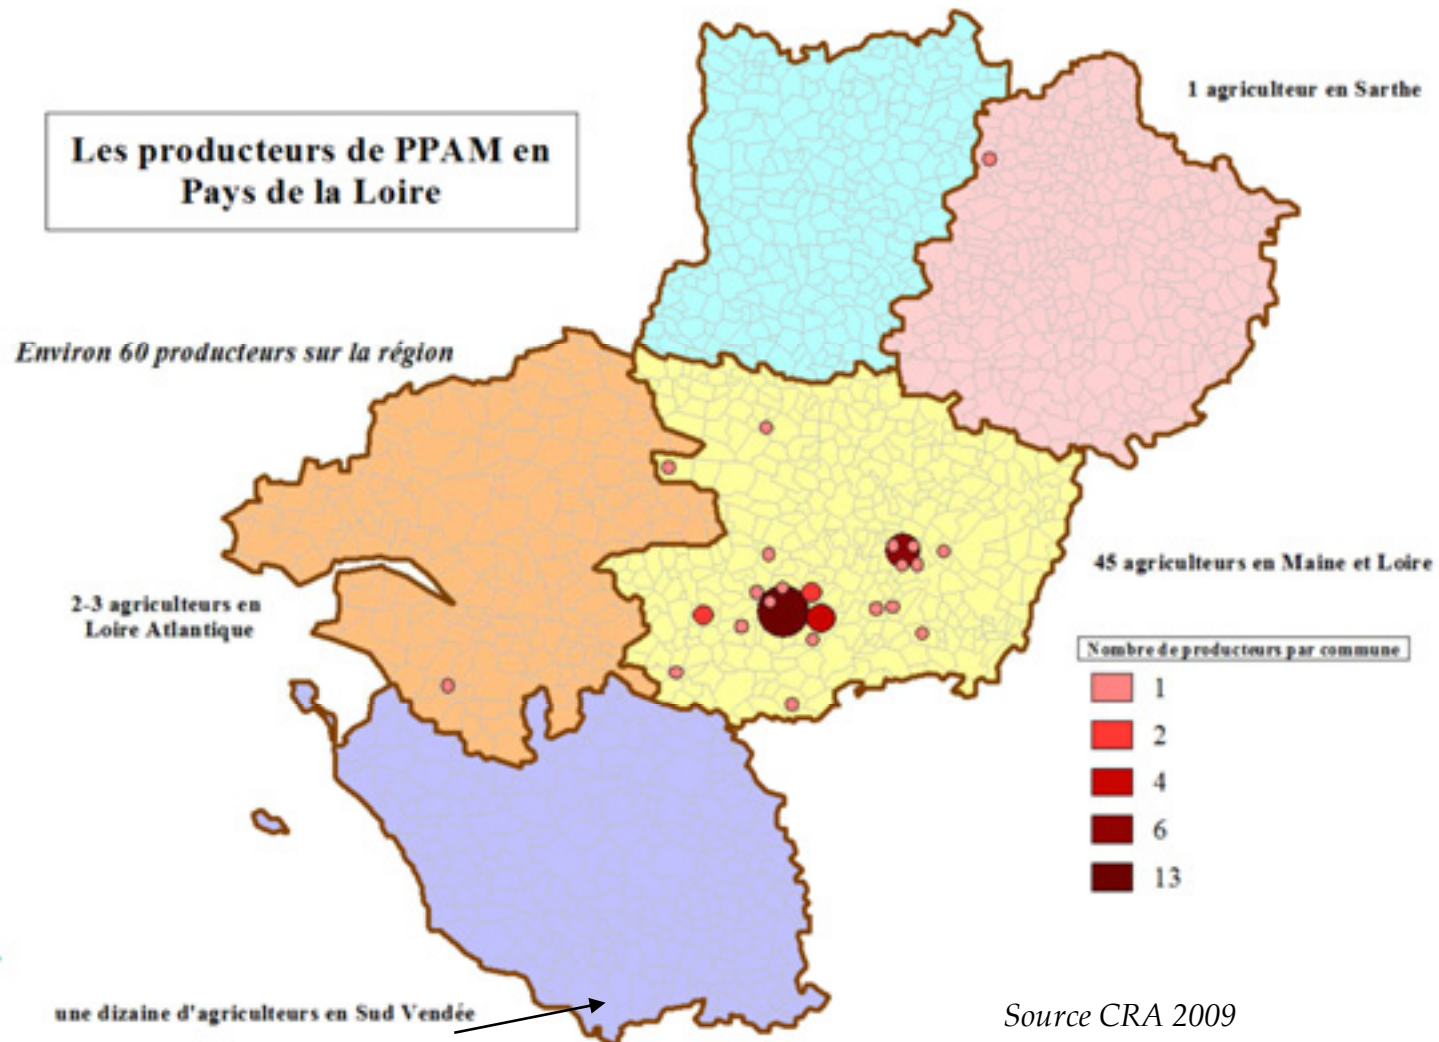 1 agriculteur en Sarthe
Les producteurs de PPAM en
Pays de la Loire
Environ 60 producteurs sur la région
45 agriculteurs en Maine et Loire
2-3 agriculteurs en
Loire Atlantique
Nombre de producteurs par commune
1
2
4
6
13
une dizaine d'agriculteurs en Sud Vendée
Source CRA 2009